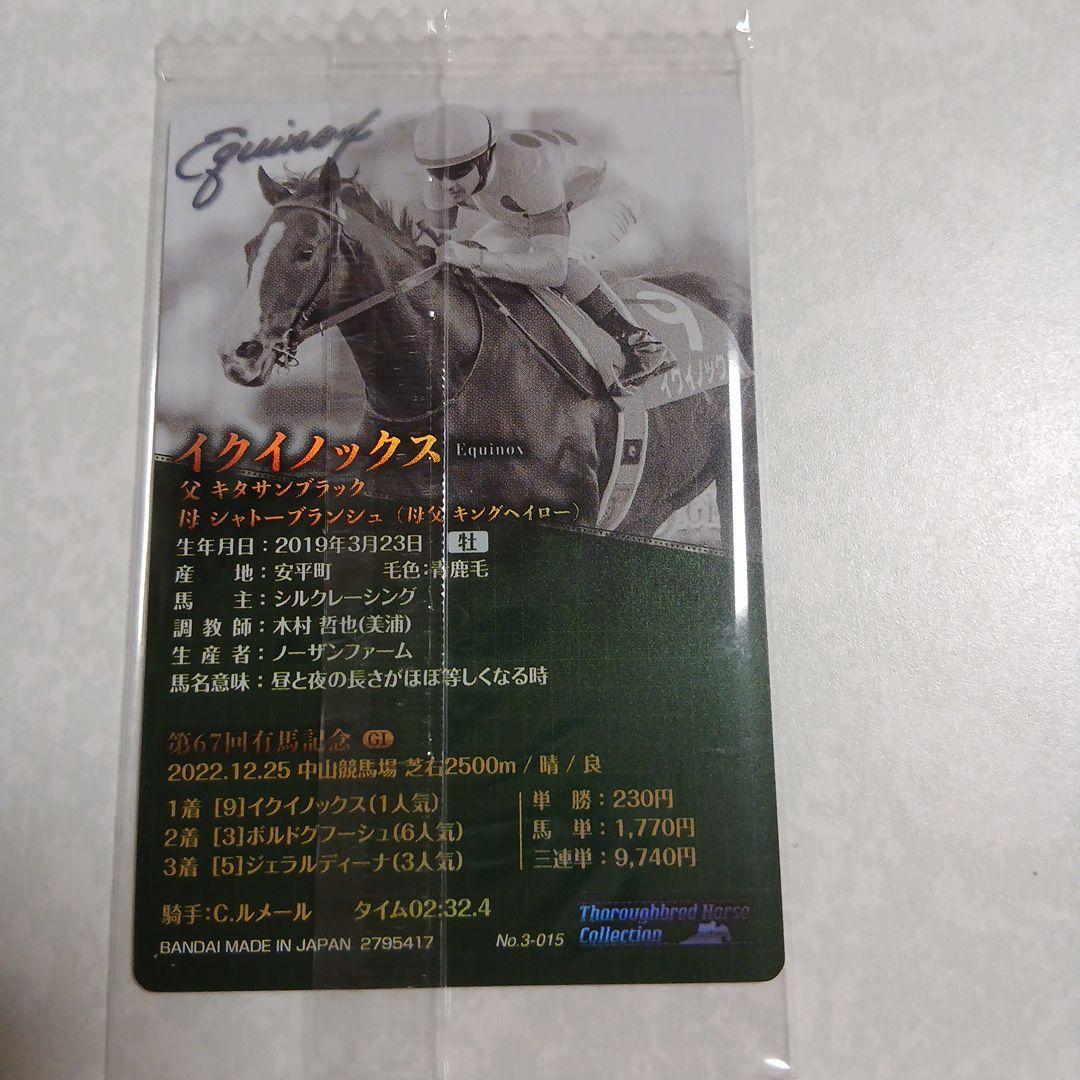 Equinox
9
イクイノック
イクイノックス Equinox
父 キタサンブラック
母 シャトーブランシュ（母父 キングヘイロー）
生年月日：2019年3月23日 牡
産 地：安平町 毛色：青鹿毛
馬 主：シルクレーシング
調教師：木村 哲也(美浦)
生産者：ノーザンファーム
馬名意味：昼と夜の長さがほぼ等しくなる時
第67回有馬記念 GI
2022.12.25 中山競馬場 芝右2500m / 晴 / 良
1着 [9]イクイノックス(1人気) 単 勝：230円
2着 [3]ボルドグフーシュ(6人気) 馬 単：1,770円
3着 [5]ジェラルディーナ(3人気) 三連単：9,740円
騎手：C.ルメール タイム02:32.4
BANDAI MADE IN JAPAN 2795417 No.3-015 Thoroughbred Horse
Collection